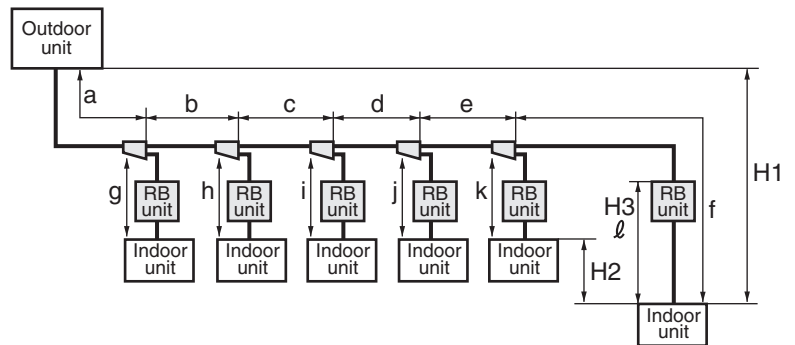 Outdoor
unit
a
b
c
d
e
g
RB
unit
h
RB
unit
i
RB
unit
j
RB
unit
k
RB
unit
H3
ℓ
RB
unit
f
H1
Indoor
unit
Indoor
unit
Indoor
unit
Indoor
unit
Indoor
unit
H2
Indoor
unit